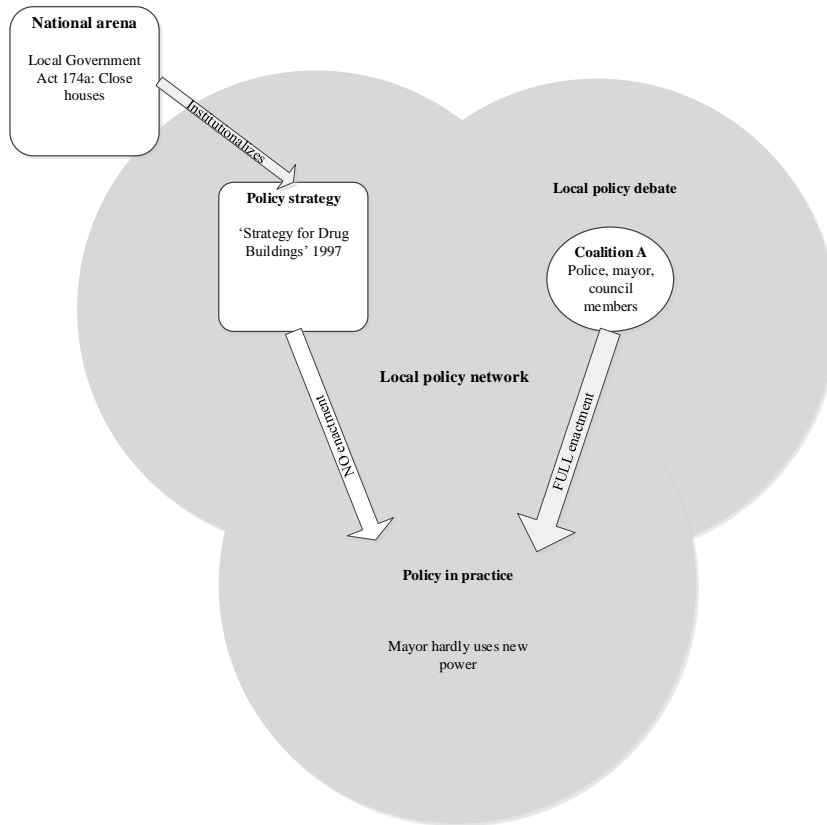 National arena
Local Government
Act 174a: Close
houses
Institutionalizes
Policy strategy
‘Strategy for Drug
Buildings’ 1997
Local policy debate
Coalition A
Police, mayor,
council
members
Local policy network
NO enactment
FULL enactment
Policy in practice
Mayor hardly uses new
power